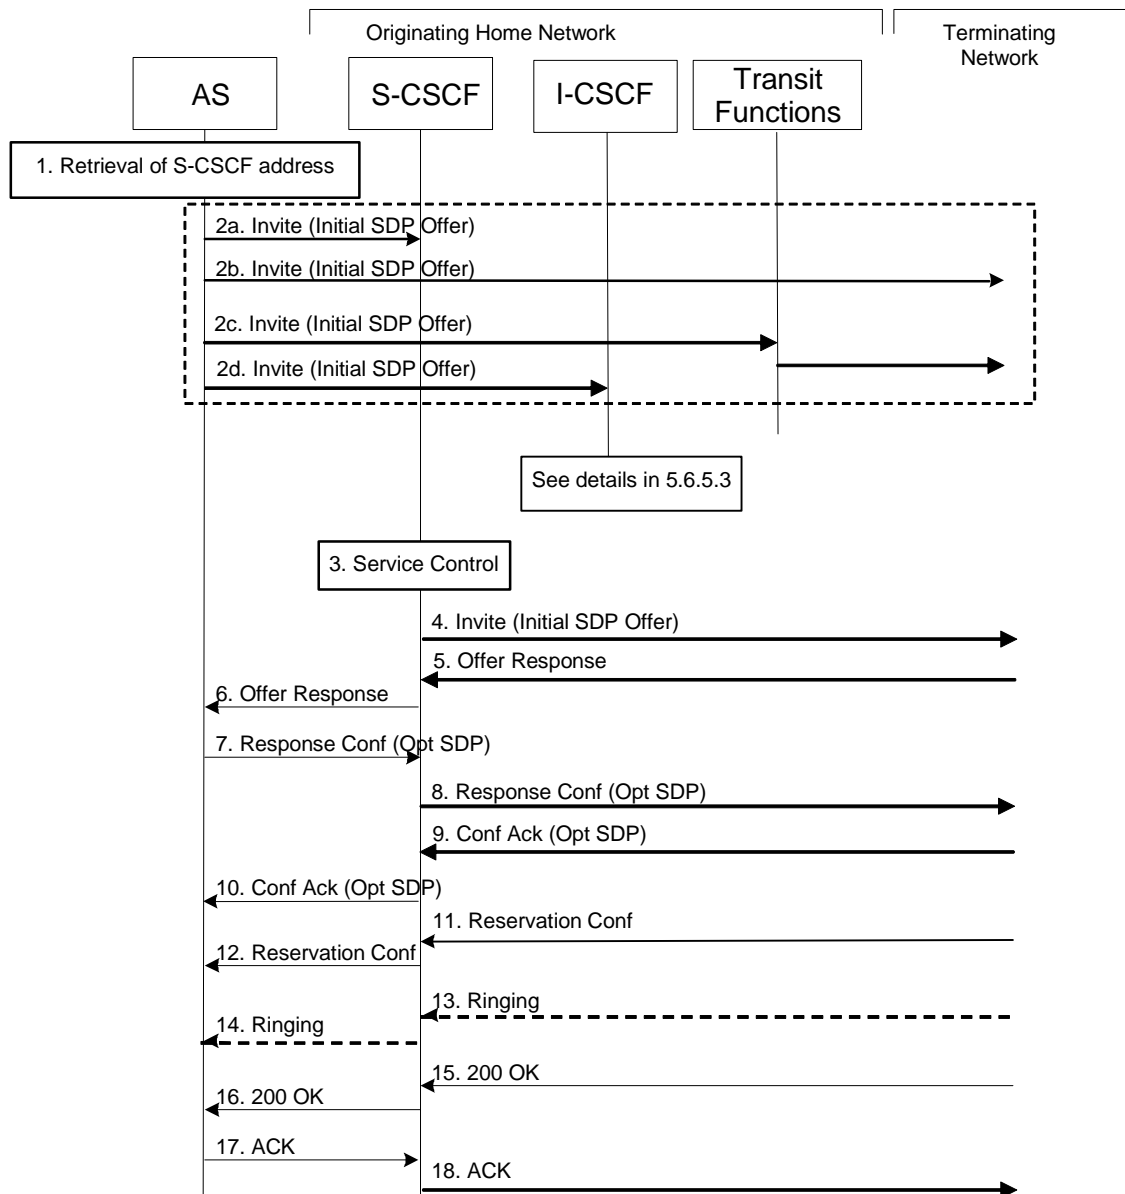 Originating Home Network
Terminating
Network
AS
S-CSCF
I-CSCF
Transit
Functions
1. Retrieval of S-CSCF address
2a. Invite (Initial SDP Offer)
2b. Invite (Initial SDP Offer)
2c. Invite (Initial SDP Offer)
2d. Invite (Initial SDP Offer)
See details in 5.6.5.3
3. Service Control
4. Invite (Initial SDP Offer)
5. Offer Response
6. Offer Response
7. Response Conf (Opt SDP)
8. Response Conf (Opt SDP)
9. Conf Ack (Opt SDP)
10. Conf Ack (Opt SDP)
11. Reservation Conf
12. Reservation Conf
13. Ringing
14. Ringing
15. 200 OK
16. 200 OK
17. ACK
18. ACK